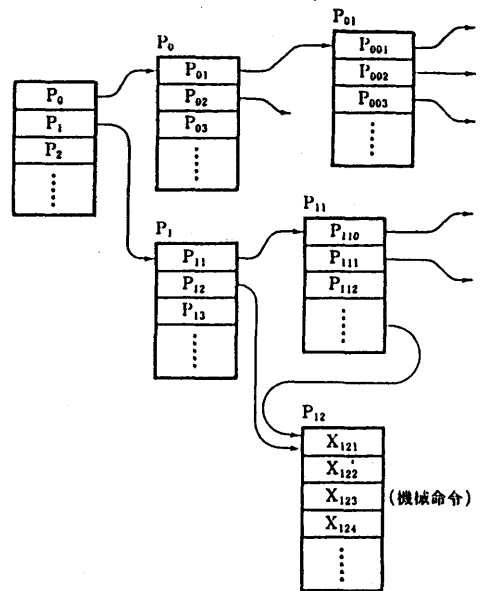 P₀
P₁
P₂
P₀
P₀₁
P₀₂
P₀₃
P₀₁
P₀₀₁
P₀₀₂
P₀₀₃
P₁
P₁₁
P₁₂
P₁₃
P₁₁
P₁₁₀
P₁₁₁
P₁₁₂
P₁₂
X₁₂₁
X₁₂₂
X₁₂₃ (機械命令)
X₁₂₄